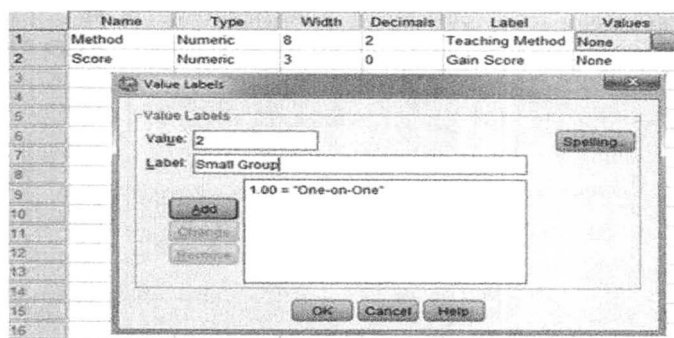 Name Type Width Decimals Label Values
1 Method Numeric 8 2 Teaching Method None
2 Score Numeric 3 0 Gain Score None
3
4
5
6
7
8
9
10
11
12
13
14
15
16
Value Labels
Value Labels
Value: 2
Spelling...
Label: Small Group
1.00 = "One-on-One"
Add
Change
Remove
OK Cancel Help